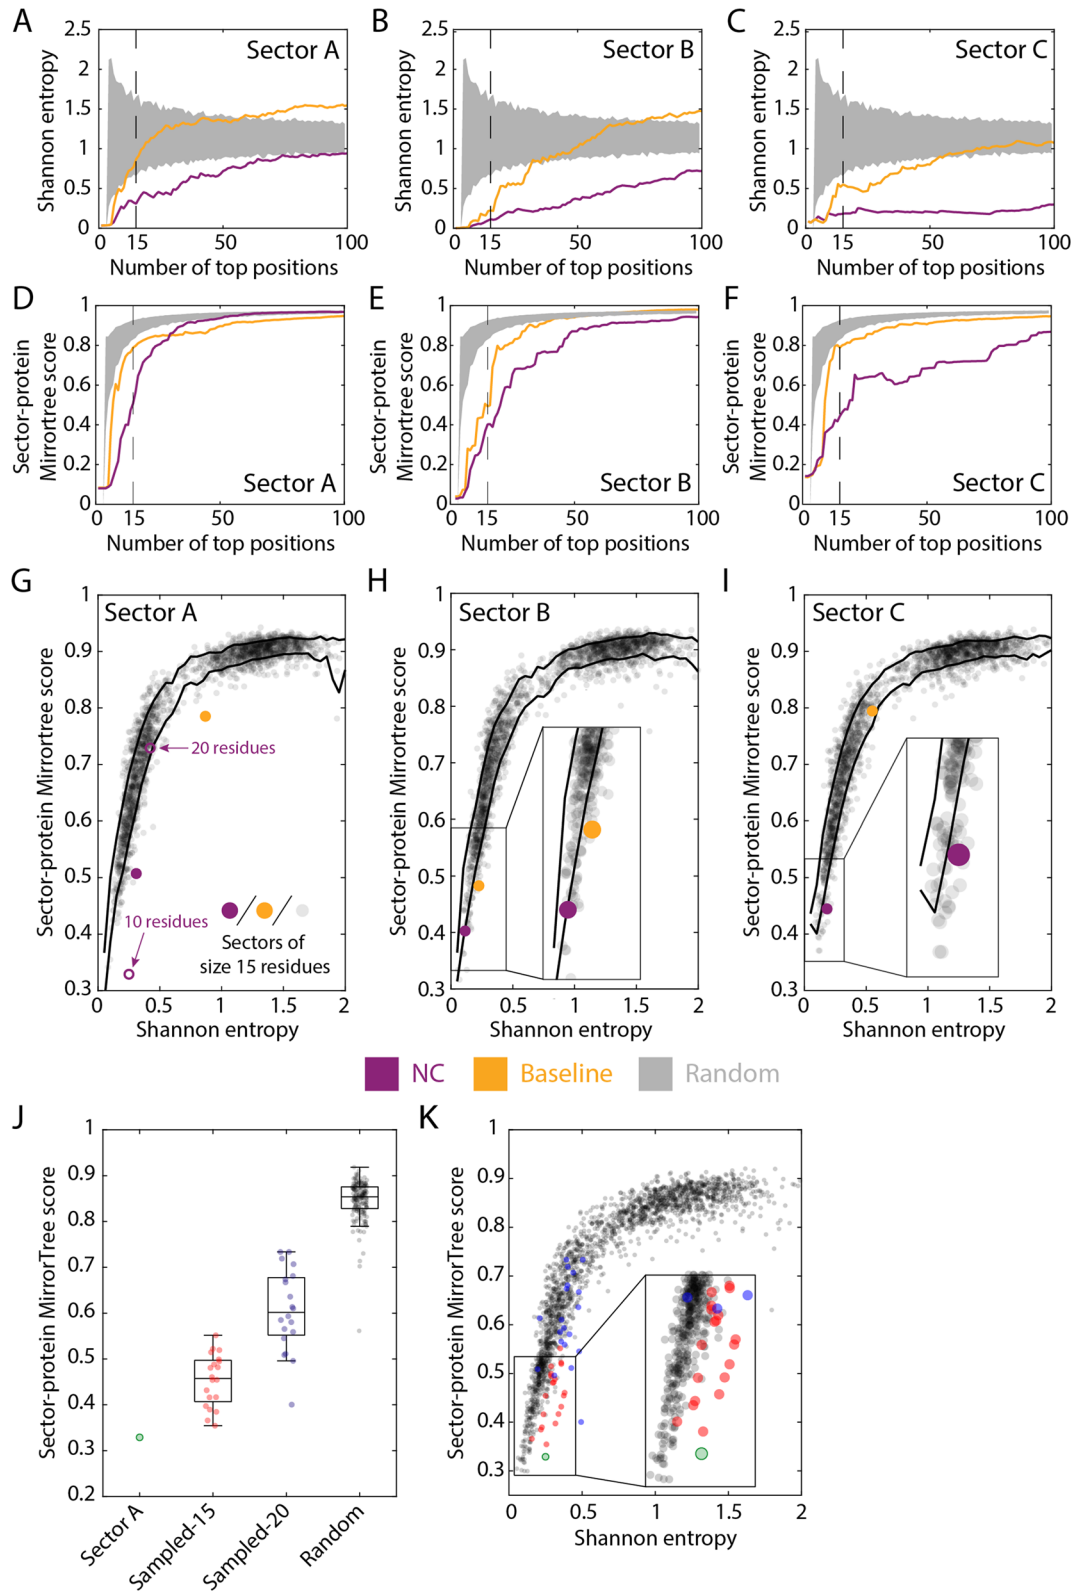 A
B
C
2.5
2
1.5
1
0.5
0
Shannon entropy
Sector A
0
15
50
100
Number of top positions
2.5
2
1.5
1
0.5
0
Shannon entropy
Sector B
0
15
50
100
Number of top positions
2.5
2
1.5
1
0.5
0
Shannon entropy
Sector C
0
15
50
100
Number of top positions
D
E
F
1
0.8
0.6
0.4
0.2
0
Sector-protein
Mirrortree score
Sector A
0
15
50
100
Number of top positions
1
0.8
0.6
0.4
0.2
0
Sector-protein
Mirrortree score
Sector B
0
15
50
100
Number of top positions
1
0.8
0.6
0.4
0.2
0
Sector-protein
Mirrortree score
Sector C
0
15
50
100
Number of top positions
G
H
I
1
0.9
0.8
0.7
0.6
0.5
0.4
0.3
Sector-protein Mirrortree score
Sector A
20 residues
10 residues
Sectors of
size 15 residues
0
0.5
1
1.5
2
Shannon entropy
1
0.9
0.8
0.7
0.6
0.5
0.4
0.3
Sector-protein Mirrortree score
Sector B
0
0.5
1
1.5
2
Shannon entropy
1
0.9
0.8
0.7
0.6
0.5
0.4
0.3
Sector-protein Mirrortree score
Sector C
0
0.5
1
1.5
2
Shannon entropy
NC
Baseline
Random
J
K
1
0.9
0.8
0.7
0.6
0.5
0.4
0.3
0.2
Sector-protein MirrorTree score
Sector A
Sampled-15
Sampled-20
Random
1
0.9
0.8
0.7
0.6
0.5
0.4
0.3
Sector-protein MirrorTree score
0
0.5
1
1.5
2
Shannon entropy